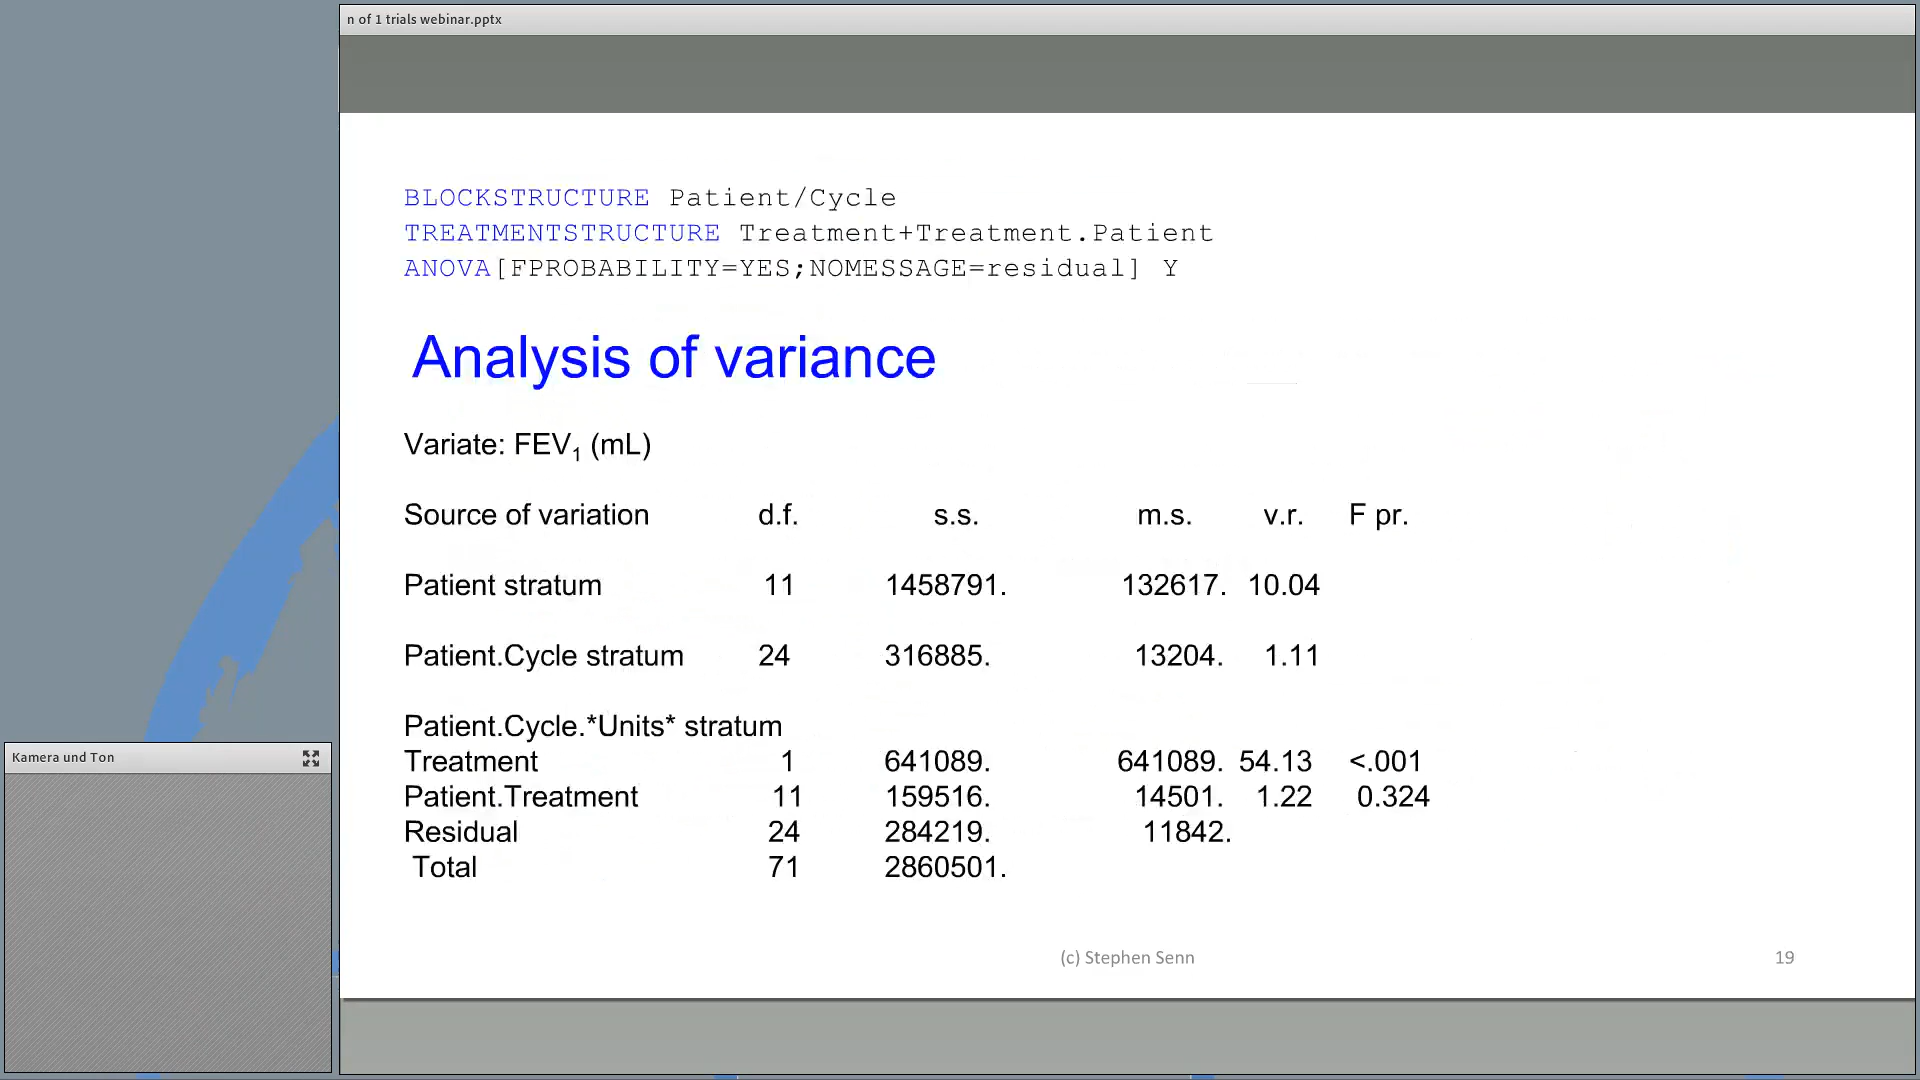 n of 1 trials webinar.pptx
BLOCKSTRUCTURE Patient/Cycle
TREATMENTSTRUCTURE Treatment+Treatment.Patient
ANOVA[FPROBABILITY=YES;NOMESSAGE=residual] Y
Analysis of variance
Variate: FEV1 (mL)
Source of variation d.f. s.s. m.s. v.r. F pr.
Patient stratum 11 1458791. 132617. 10.04
Patient.Cycle stratum 24 316885. 13204. 1.11
Patient.Cycle.*Units* stratum
Treatment 1 641089. 641089. 54.13 <.001
Patient.Treatment 11 159516. 14501. 1.22 0.324
Residual 24 284219. 11842.
Total 71 2860501.
(c) Stephen Senn 19
Kamera und Ton